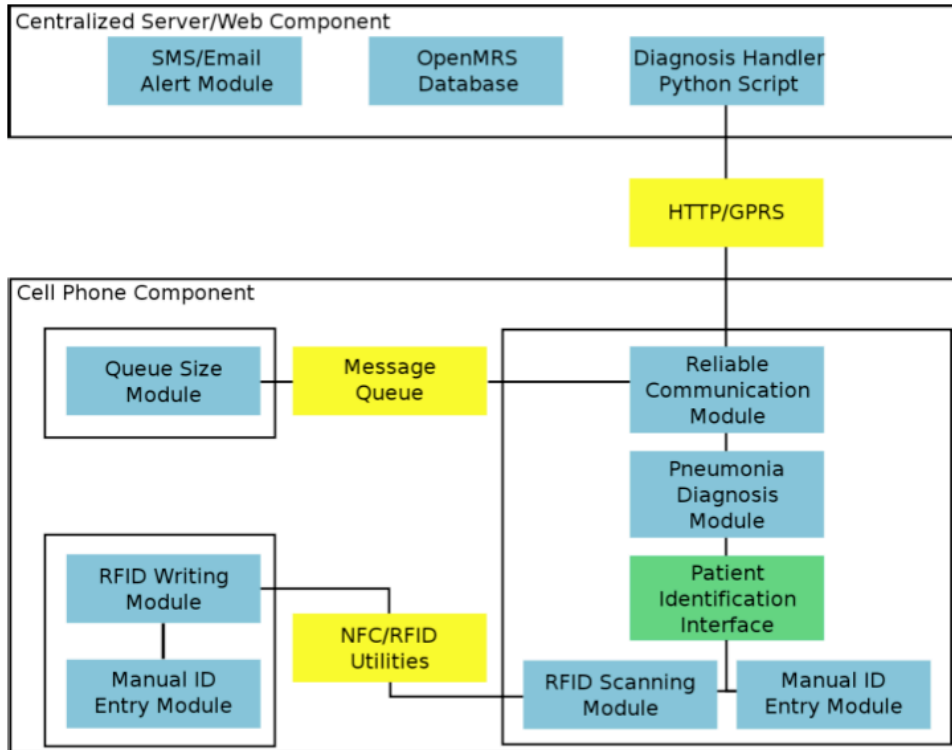 Centralized Server/Web Component
SMS/Email
Alert Module
OpenMRS
Database
Diagnosis Handler
Python Script
HTTP/GPRS
Cell Phone Component
Queue Size
Module
Message
Queue
Reliable
Communication
Module
Pneumonia
Diagnosis
Module
RFID Writing
Module
Patient
Identification
Interface
NFC/RFID
Utilities
Manual ID
Entry Module
RFID Scanning
Module
Manual ID
Entry Module